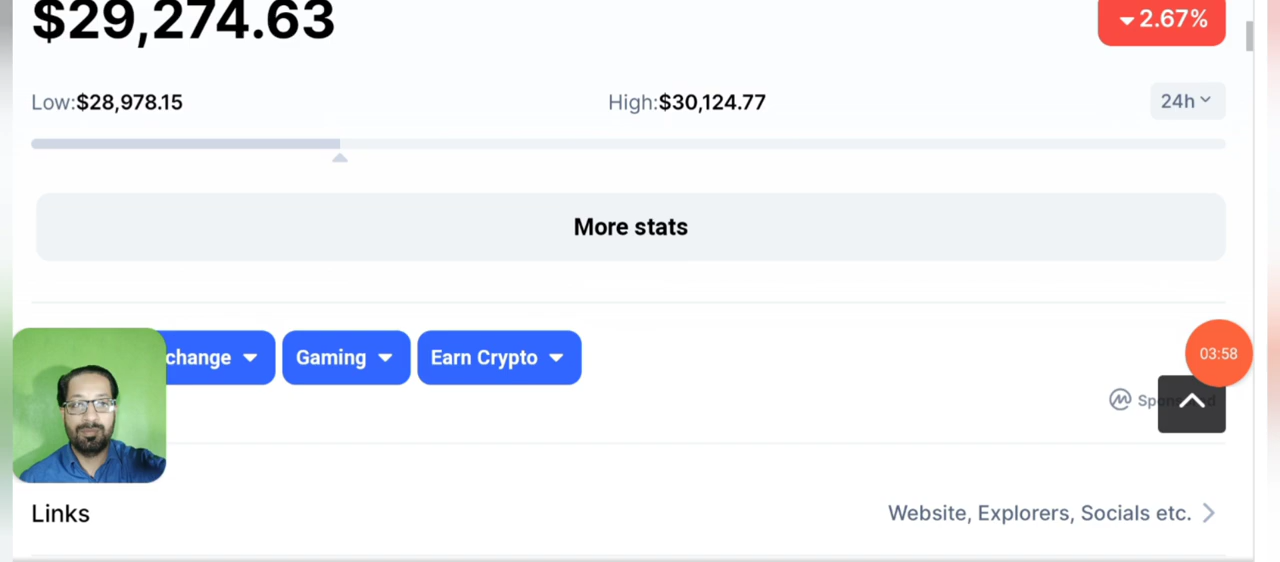 $29,274.63
2.67%
Low:$28,978.15 High:$30,124.77 24h
More stats
change Gaming Earn Crypto
03:58
Links Website, Explorers, Socials etc.